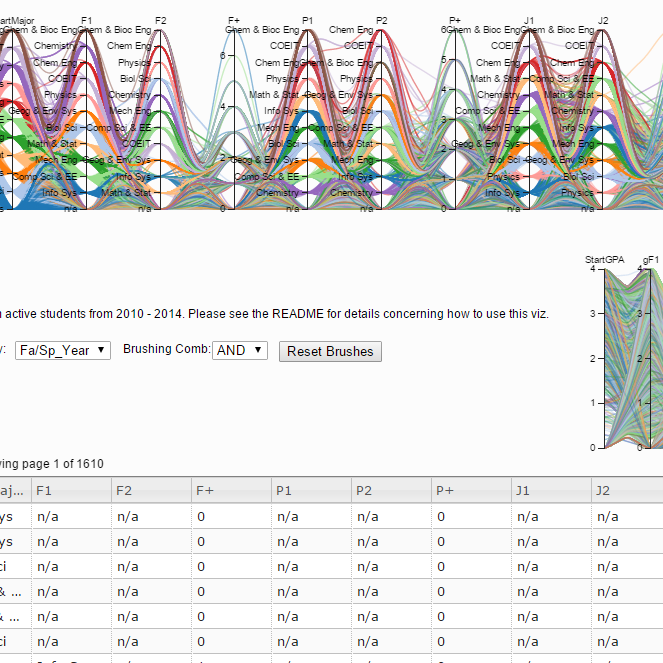 artMajor F1 F2 F+ P1 P2 P+ J1 J2
Chem & Bioc Eng Chem & Bioc Eng Chem & Bioc Eng 6 Chem & Bioc Eng Chem & Bioc Eng
Chemistry Chem Eng COEIT COEIT COEIT COEIT
Chem Eng Physics 6 Chem Eng Chem & Bioc Eng 5 Chem Eng Chem Eng
COEIT Biol Sci Physics Physics Math & Stat Comp Sci & EE
Physics Chemistry Math & Stat Geog & Env Sys 4 Chemistry Math & Stat
Geog & Env Sys Mech Eng 4 Info Sys Biol Sci Comp Sci & EE Chemistry
Biol Sci Comp Sci & EE Mech Eng Comp Sci & EE 3 Mech Eng Info Sys
Math & Stat COEIT Biol Sci Math & Stat 2 Geog & Env Sys Mech Eng
Mech Eng Geog & Env Sys 2 Geog & Env Sys Mech Eng Biol Sci Geog & Env Sys
Comp Sci & EE Info Sys Comp Sci & EE Info Sys 1 Physics Biol Sci
Info Sys Math & Stat Chemistry Chemistry Info Sys Physics
n/a n/a 0 n/a n/a 0 n/a n/a
StartGPA gF1
4 4
3 3
2 2
1 1
0 0
active students from 2010 - 2014. Please see the README for details concerning how to use this viz.
y: Fa/Sp_Year ▼ Brushing Comb: AND ▼ Reset Brushes
ving page 1 of 1610
aj... F1 F2 F+ P1 P2 P+ J1 J2
ys n/a n/a 0 n/a n/a 0 n/a n/a
ys n/a n/a 0 n/a n/a 0 n/a n/a
ci n/a n/a 0 n/a n/a 0 n/a n/a
& ... n/a n/a 0 n/a n/a 0 n/a n/a
& ... n/a n/a 0 n/a n/a 0 n/a n/a
ci n/a n/a 0 n/a n/a 0 n/a n/a